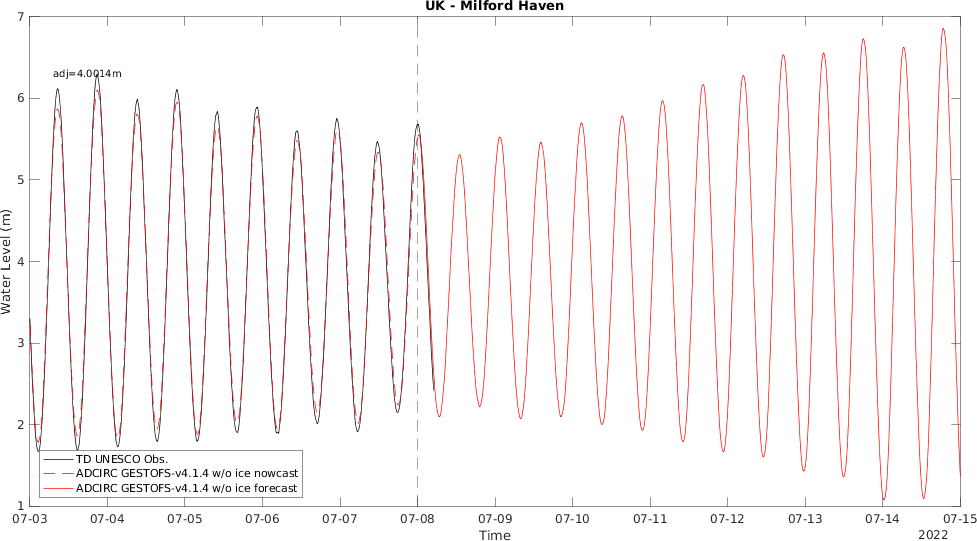 UK - Milford Haven
adj=4.0014m
7
6
5
4
3
2
1
Water Level (m)
TD UNESCO Obs.
ADCIRC GESTOFS-v4.1.4 w/o ice nowcast
ADCIRC GESTOFS-v4.1.4 w/o ice forecast
07-03 07-04 07-05 07-06 07-07 07-08 07-09 07-10 07-11 07-12 07-13 07-14 07-15
Time
2022